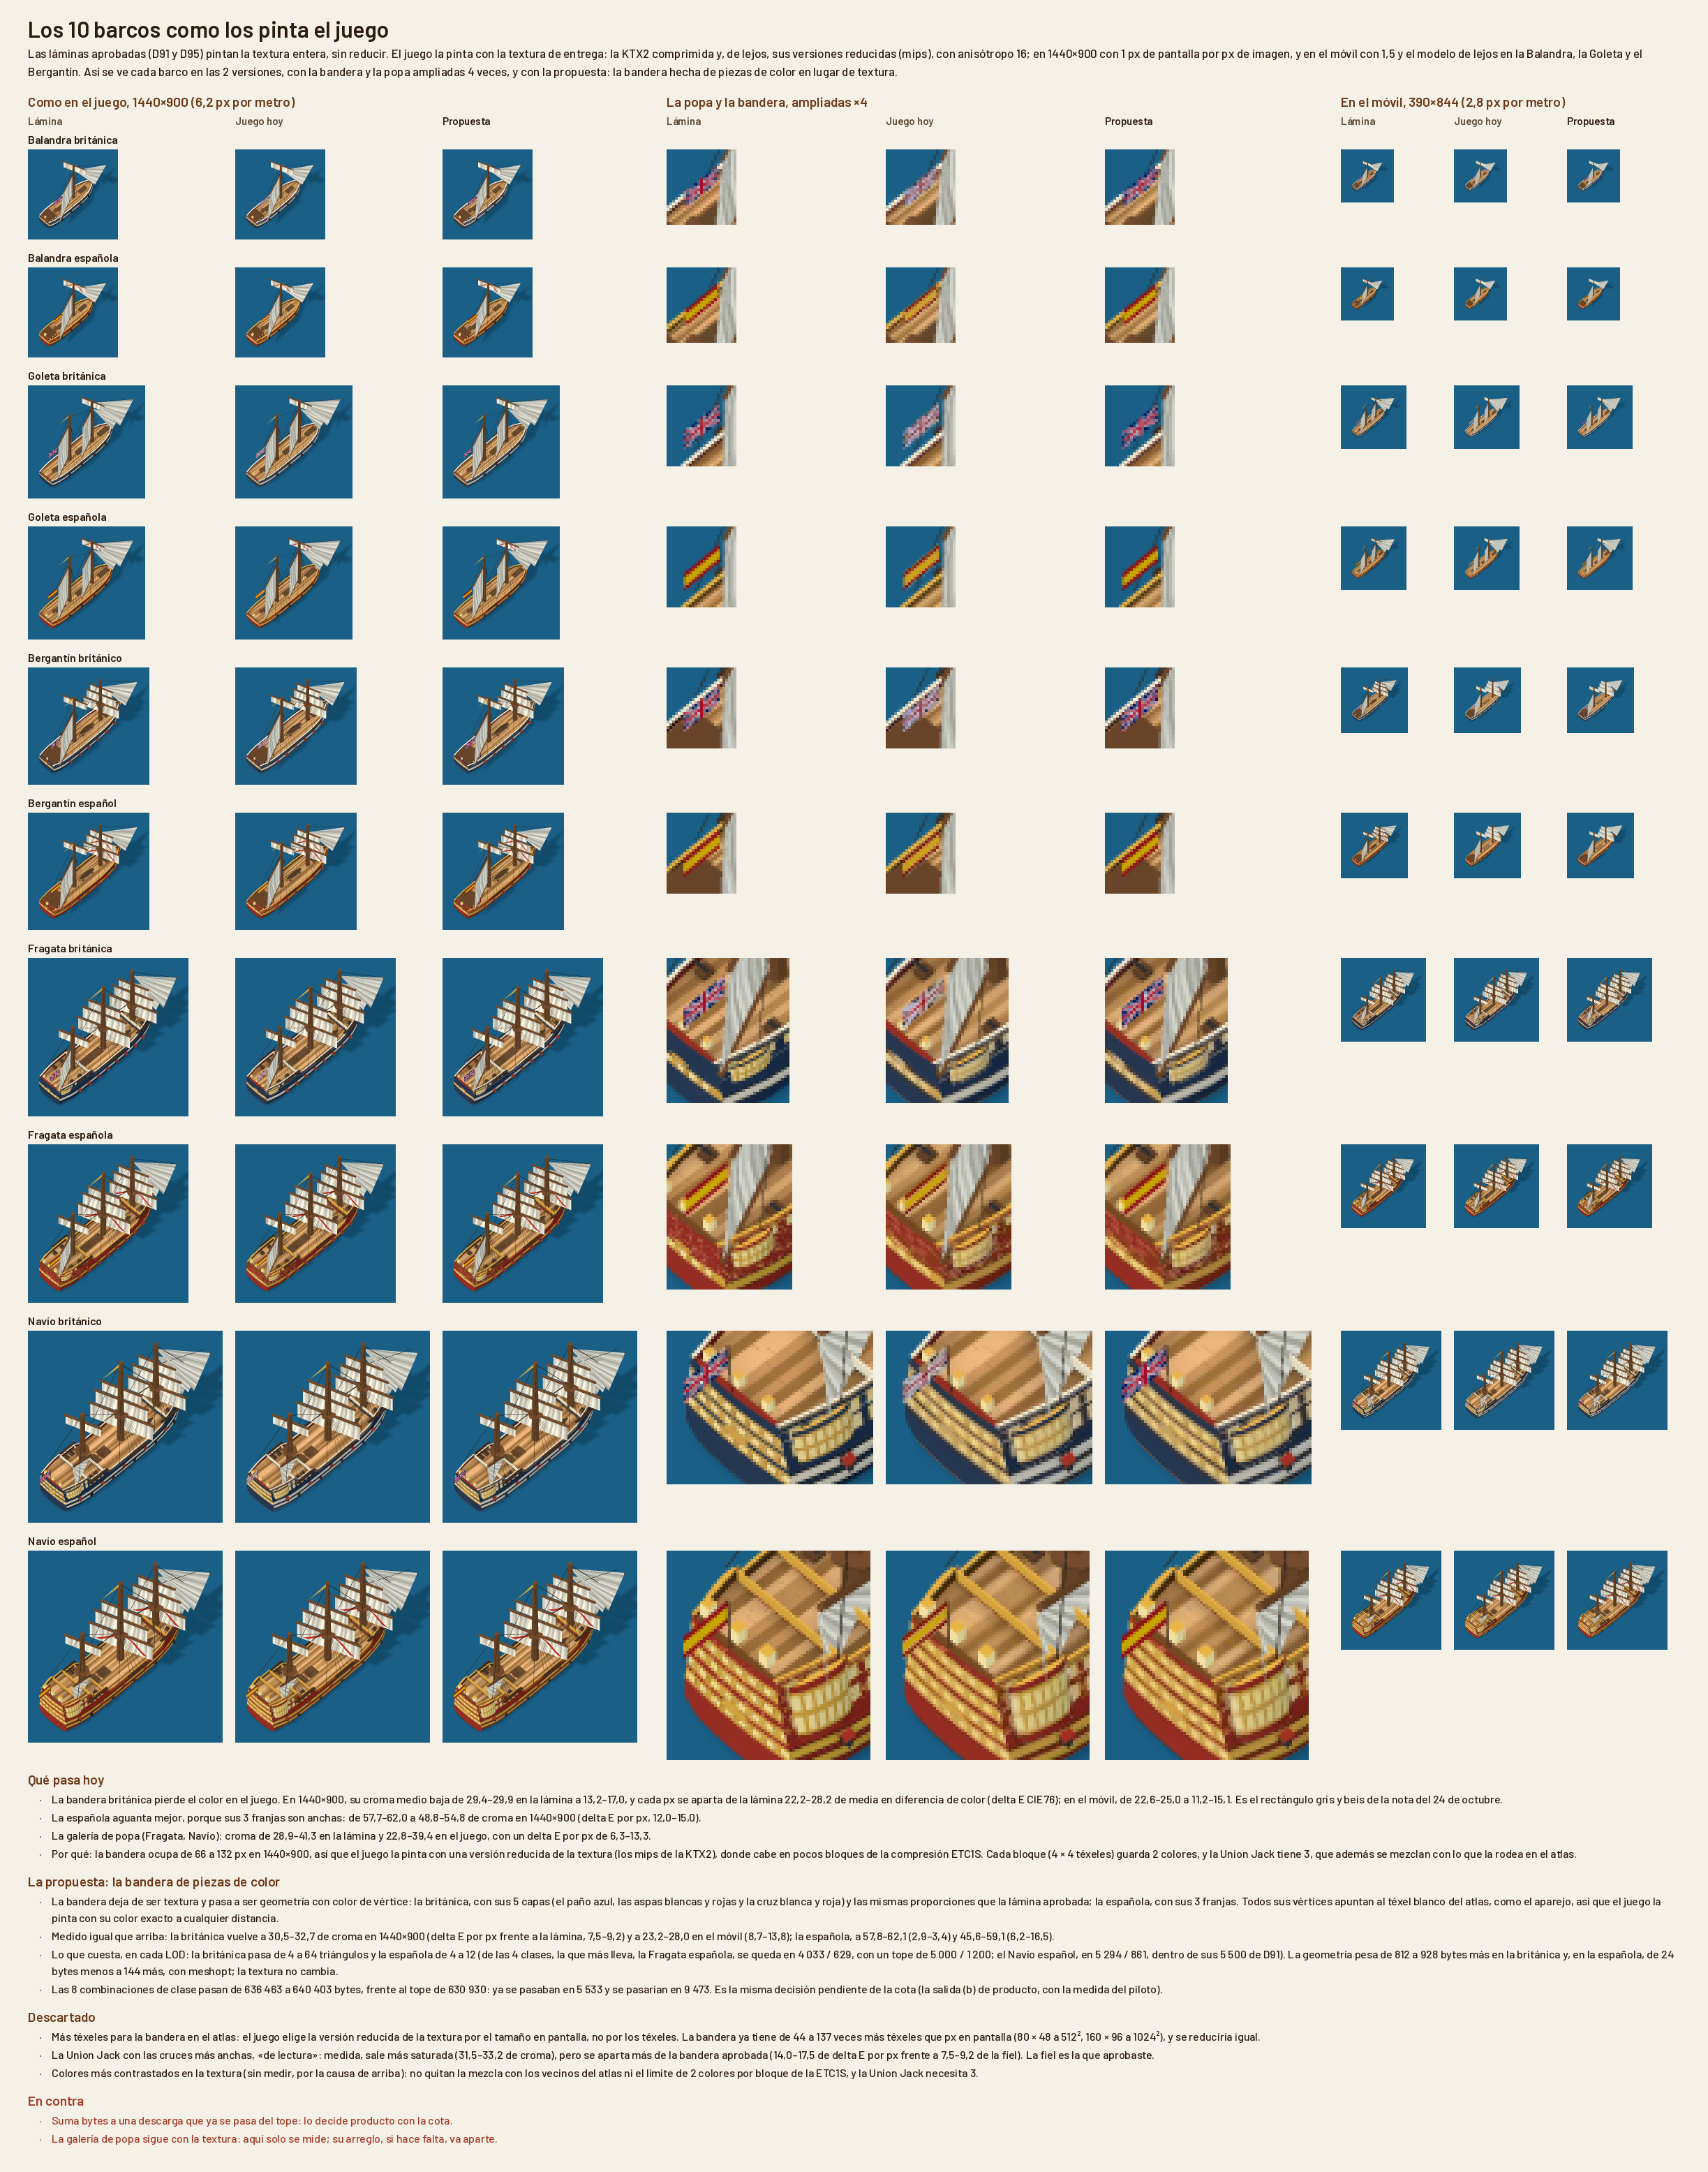 Los 10 barcos como los pinta el juego
Las láminas aprobadas (D91 y D95) pintan la textura entera, sin reducir. El juego la pinta con la textura de entrega: la KTX2 comprimida y, de lejos, sus versiones reducidas (mips), con anisótropo 16; en 1440×900 con 1 px de pantalla por px de imagen, y en el móvil con 1,5 y el modelo de lejos en la Balandra, la Goleta y el
Bergantín. Así se ve cada barco en las 2 versiones, con la bandera y la popa ampliadas 4 veces, y con la propuesta: la bandera hecha de piezas de color en lugar de textura.
Como en el juego, 1440×900 (6,2 px por metro)
La popa y la bandera, ampliadas ×4
En el móvil, 390×844 (2,8 px por metro)
Lámina Juego hoy Propuesta Lámina Juego hoy Propuesta Lámina Juego hoy Propuesta
Balandra británica
Balandra española
Goleta británica
Goleta española
Bergantín británico
Bergantín español
Fragata británica
Fragata española
Navío británico
Navío español
Qué pasa hoy
· La bandera británica pierde el color en el juego. En 1440×900, su croma medio baja de 29,4–29,9 en la lámina a 13,2–17,0, y cada px se aparta de la lámina 22,2–28,2 de media en diferencia de color (delta E CIE76); en el móvil, de 22,6–25,0 a 11,2–15,1. Es el rectángulo gris y beis de la nota del 24 de octubre.
· La española aguanta mejor, porque sus 3 franjas son anchas: de 57,7–62,0 a 48,8–54,8 de croma en 1440×900 (delta E por px, 12,0–15,0).
· La galería de popa (Fragata, Navío): croma de 28,9–41,3 en la lámina y 22,8–39,4 en el juego, con un delta E por px de 6,3–13,3.
· Por qué: la bandera ocupa de 66 a 132 px en 1440×900, así que el juego la pinta con una versión reducida de la textura (los mips de la KTX2), donde cabe en pocos bloques de la compresión ETC1S. Cada bloque (4 × 4 téxeles) guarda 2 colores, y la Union Jack tiene 3, que además se mezclan con lo que la rodea en el atlas.
La propuesta: la bandera de piezas de color
· La bandera deja de ser textura y pasa a ser geometría con color de vértice: la británica, con sus 5 capas (el paño azul, las aspas blancas y rojas y la cruz blanca y roja) y las mismas proporciones que la lámina aprobada; la española, con sus 3 franjas. Todos sus vértices apuntan al téxel blanco del atlas, como el aparejo, así que el juego la
pinta con su color exacto a cualquier distancia.
· Medido igual que arriba: la británica vuelve a 30,5–32,7 de croma en 1440×900 (delta E por px frente a la lámina, 7,5–9,2) y a 23,2–28,0 en el móvil (8,7–13,8); la española, a 57,8–62,1 (2,9–3,4) y 45,6–59,1 (6,2–16,5).
· Lo que cuesta, en cada LOD: la británica pasa de 4 a 64 triángulos y la española de 4 a 12 (de las 4 clases, la que más lleva, la Fragata española, se queda en 4 033 / 629, con un tope de 5 000 / 1 200; el Navío español, en 5 294 / 861, dentro de sus 5 500 de D91). La geometría pesa de 812 a 928 bytes más en la británica y, en la española, de 24
bytes menos a 144 más, con meshopt; la textura no cambia.
· Las 8 combinaciones de clase pasan de 636 463 a 640 403 bytes, frente al tope de 630 930: ya se pasaban en 5 533 y se pasarían en 9 473. Es la misma decisión pendiente de la cota (la salida (b) de producto, con la medida del piloto).
Descartado
· Más téxeles para la bandera en el atlas: el juego elige la versión reducida de la textura por el tamaño en pantalla, no por los téxeles. La bandera ya tiene de 44 a 137 veces más téxeles que px en pantalla (80 × 48 a 512², 160 × 96 a 1024²), y se reduciría igual.
· La Union Jack con las cruces más anchas, «de lectura»: medida, sale más saturada (31,5–33,2 de croma), pero se aparta más de la bandera aprobada (14,0–17,5 de delta E por px frente a 7,5–9,2 de la fiel). La fiel es la que aprobaste.
· Colores más contrastados en la textura (sin medir, por la causa de arriba): no quitan la mezcla con los vecinos del atlas ni el límite de 2 colores por bloque de la ETC1S, y la Union Jack necesita 3.
En contra
· Suma bytes a una descarga que ya se pasa del tope: lo decide producto con la cota.
· La galería de popa sigue con la textura: aquí solo se mide; su arreglo, si hace falta, va aparte.